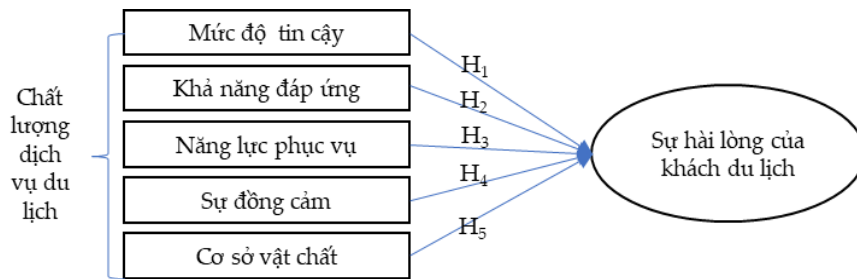 Chất
lượng
dịch
vụ du
lịch
Mức độ tin cậy
Khả năng đáp ứng
Năng lực phục vụ
Sự đồng cảm
Cơ sở vật chất
H₁
H₂
H₃
H₄
H₅
Sự hài lòng của
khách du lịch